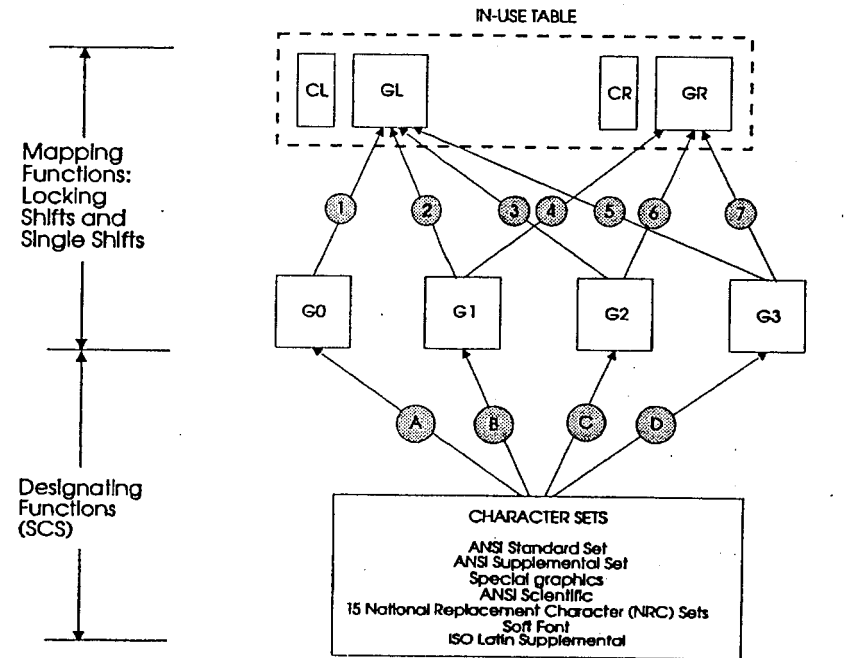 IN-USE TABLE
CL
GL
CR
GR
Mapping
Functions:
Locking
Shifts and
Single Shifts
1
2
3
4
5
6
7
G0
G1
G2
G3
A
B
C
D
Designating
Functions
(SCS)
CHARACTER SETS
ANSI Standard Set
ANSI Supplemental Set
Special graphics
ANSI Scientific
15 National Replacement Character (NRC) Sets
Soft Font
ISO Latin Supplemental